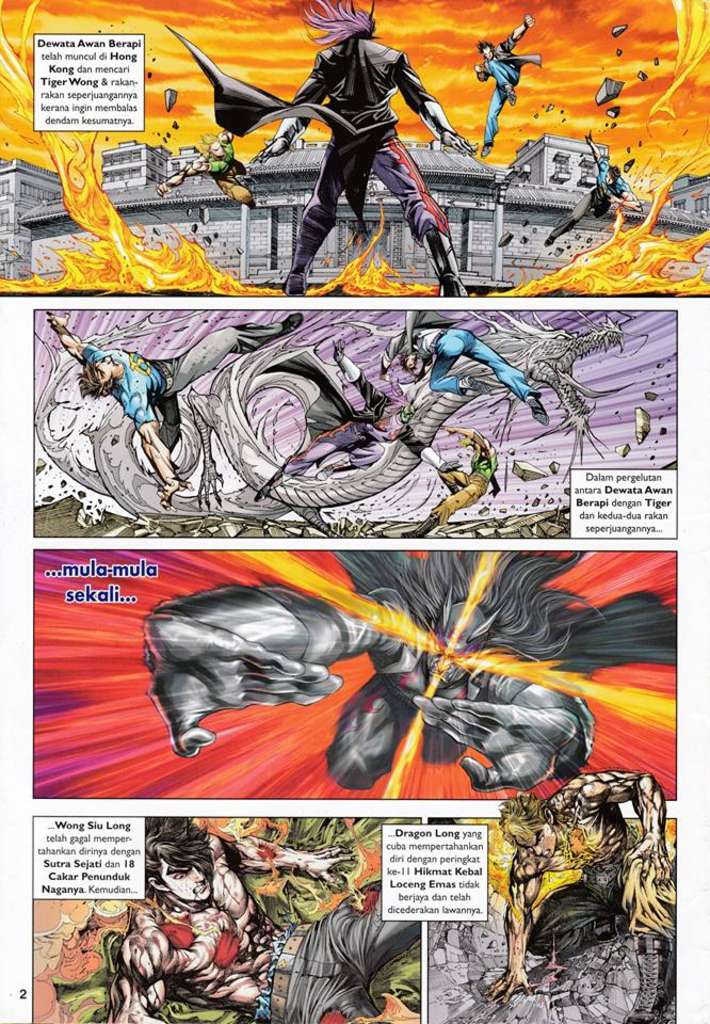 Dewata Awan Berapi
telah muncul di Hong
Kong dan mencari
Tiger Wong & rakan-
rakan seperjuangannya
kerana ingin membalas
dendam kesumatnya.
Dalam pergelutan
antara Dewata Awan
Berapi dengan Tiger
dan kedua-dua rakan
seperjuangannya...
...mula-mula
sekali...
...Wong Siu Long
telah gagal memper-
tahankan dirinya dengan
Sutra Sejati dan 18
Cakar Penunduk
Naganya. Kemudian...
...Dragon Long yang
cuba mempertahankan
diri dengan peringkat
ke-11 Hikmat Kebal
Loceng Emas tidak
berjaya dan telah
dicederakan lawannya.
2